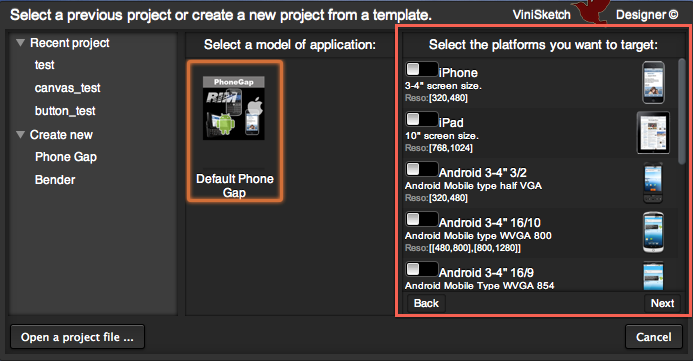 Select a previous project or create a new project from a template.
ViniSketch Designer ©
Recent project
test
canvas_test
button_test
Create new
Phone Gap
Bender
Select a model of application:
PhoneGap
RIM
Default Phone
Gap
Select the platforms you want to target:
iPhone
3-4" screen size.
Reso:[320,480]
iPad
10" screen size.
Reso:[768,1024]
Android 3-4" 3/2
Android Mobile type half VGA
Reso:[320,480]
Android 3-4" 16/10
Android Mobile type WVGA 800
Reso:[[480,800],[800,1280]]
Android 3-4" 16/9
Android Mobile Type WVGA 854
Back
Next
Open a project file ...
Cancel